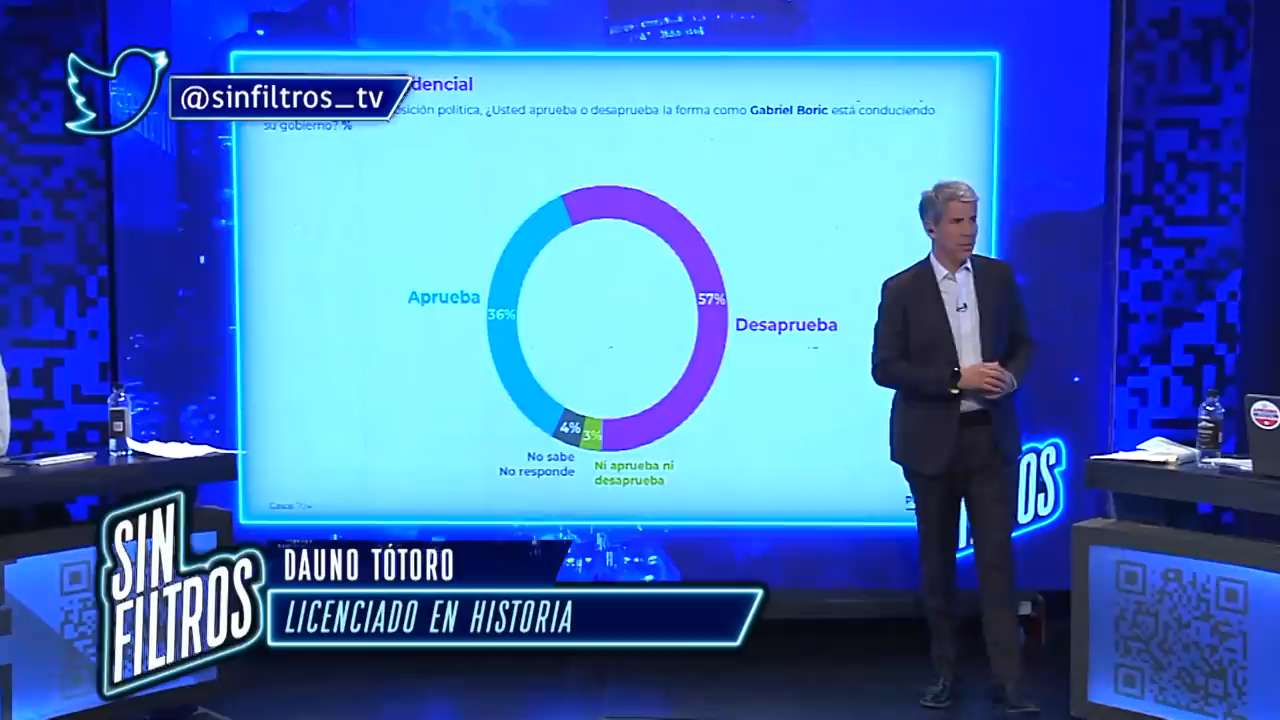 @sinfiltros_tv
dencial
sición política, ¿Usted aprueba o desaprueba la forma como Gabriel Boric está conduciendo
su gobierno? %
Aprueba
36%
57%
Desaprueba
4%
3%
No sabe
No responde
Ni aprueba ni
desaprueba
SIN
FILTROS
DAUNO TÓTORO
LICENCIADO EN HISTORIA